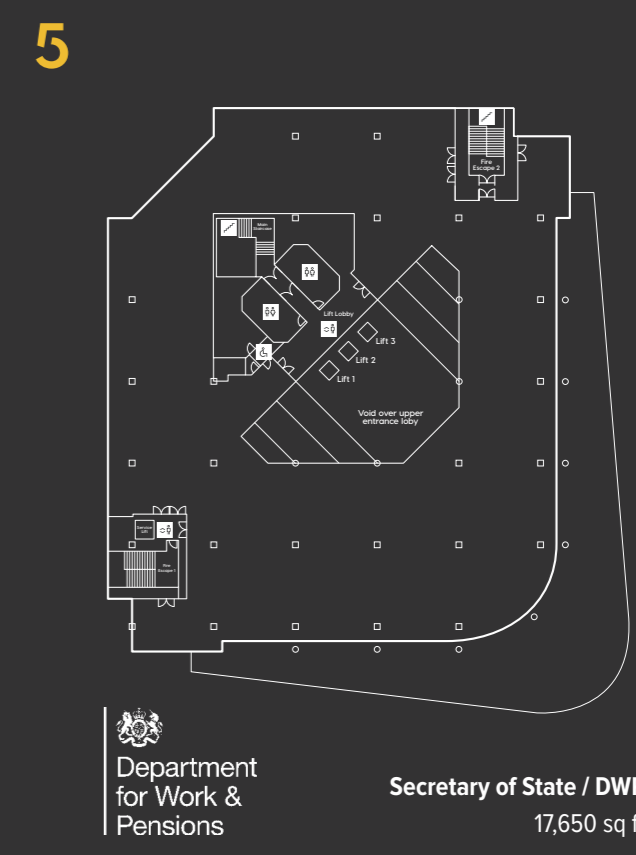 5
Fire
Escape 2
Main
Staircase
Lift Lobby
Lift 3
Lift 2
Lift 1
Void over upper
entrance loby
Service
Lift
Fire
Escape 1
Department
for Work &
Pensions
Secretary of State / DW
17,650 sq f